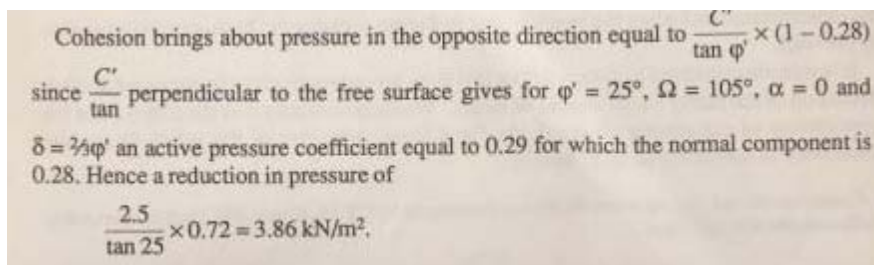 Cohesion brings about pressure in the opposite direction equal to C'/tan φ' × (1 – 0.28)
since C'/tan perpendicular to the free surface gives for φ' = 25°, Ω = 105°, α = 0 and
δ = ⅔φ' an active pressure coefficient equal to 0.29 for which the normal component is
0.28. Hence a reduction in pressure of
2.5/tan 25 × 0.72 = 3.86 kN/m².